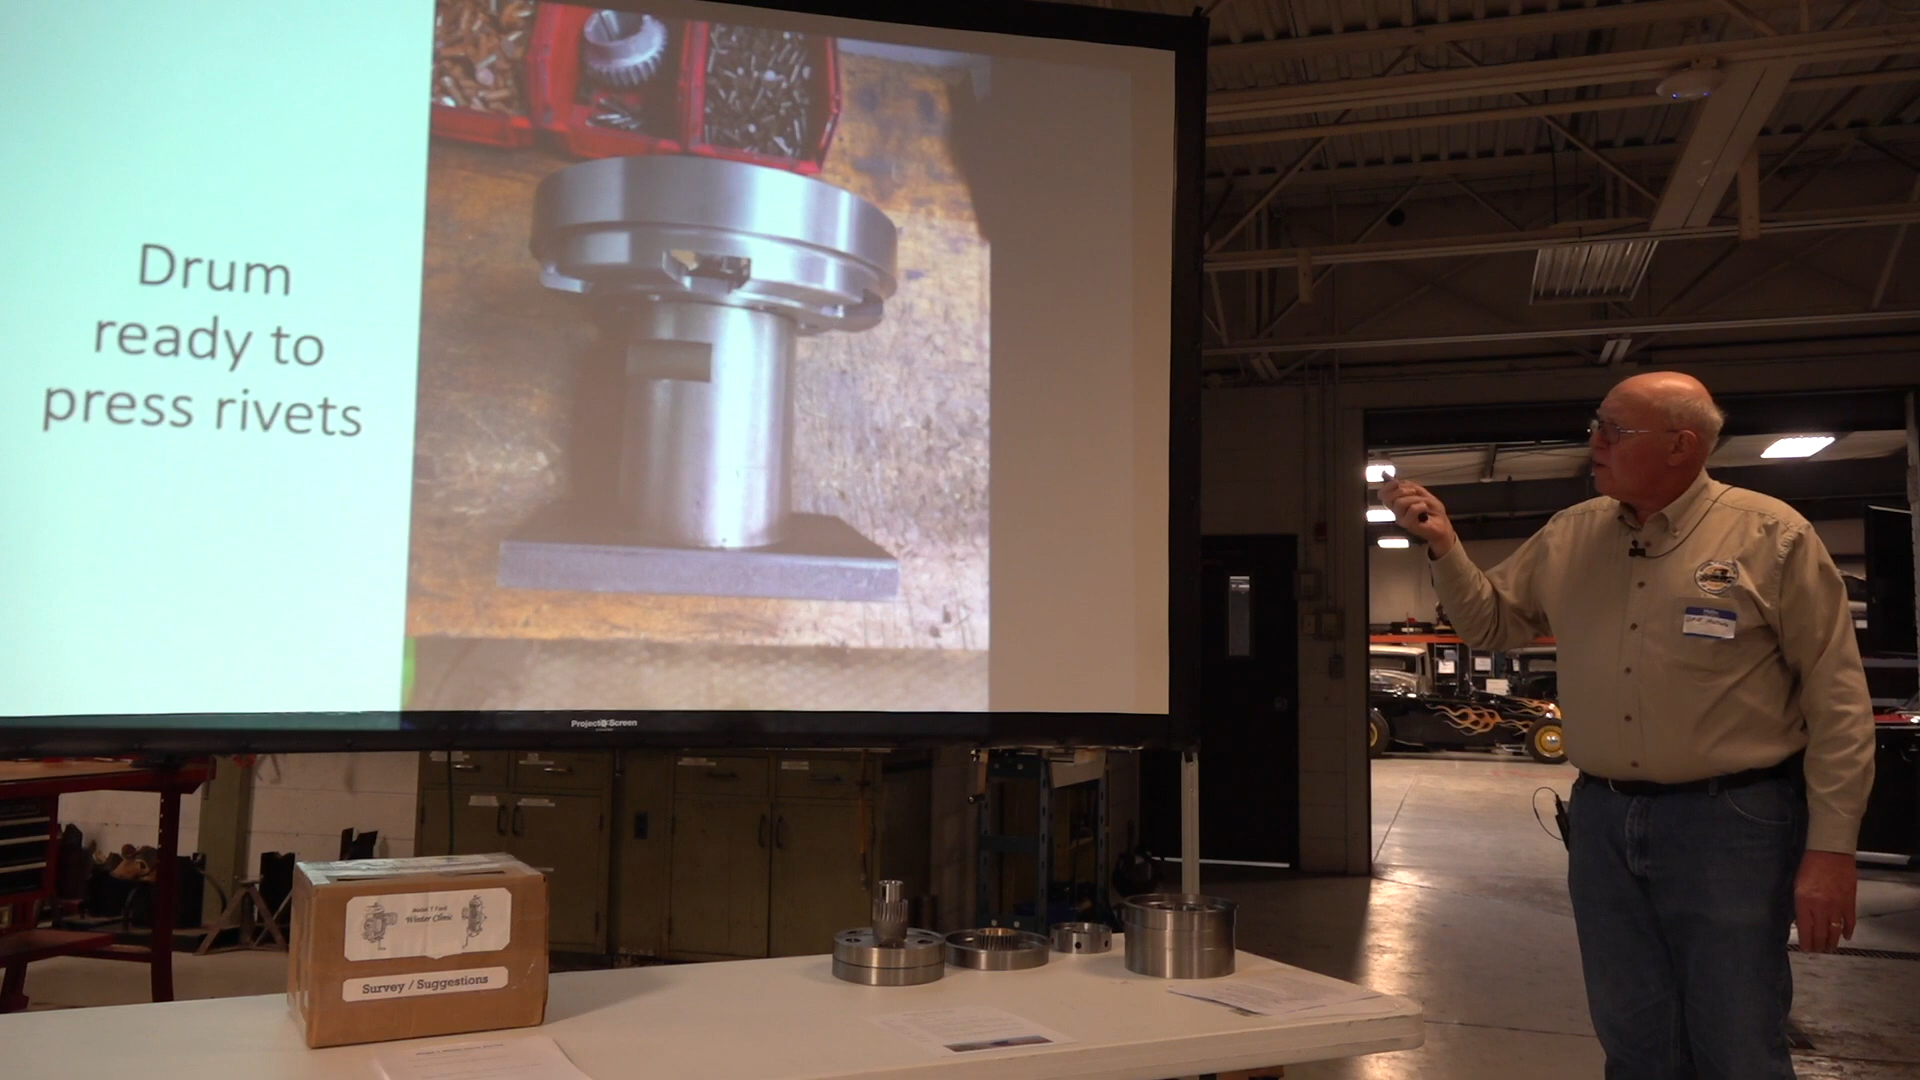 Drum
ready to
press rivets
Project-O-Screen
Model T Ford
Winter Clinic
Survey / Suggestions